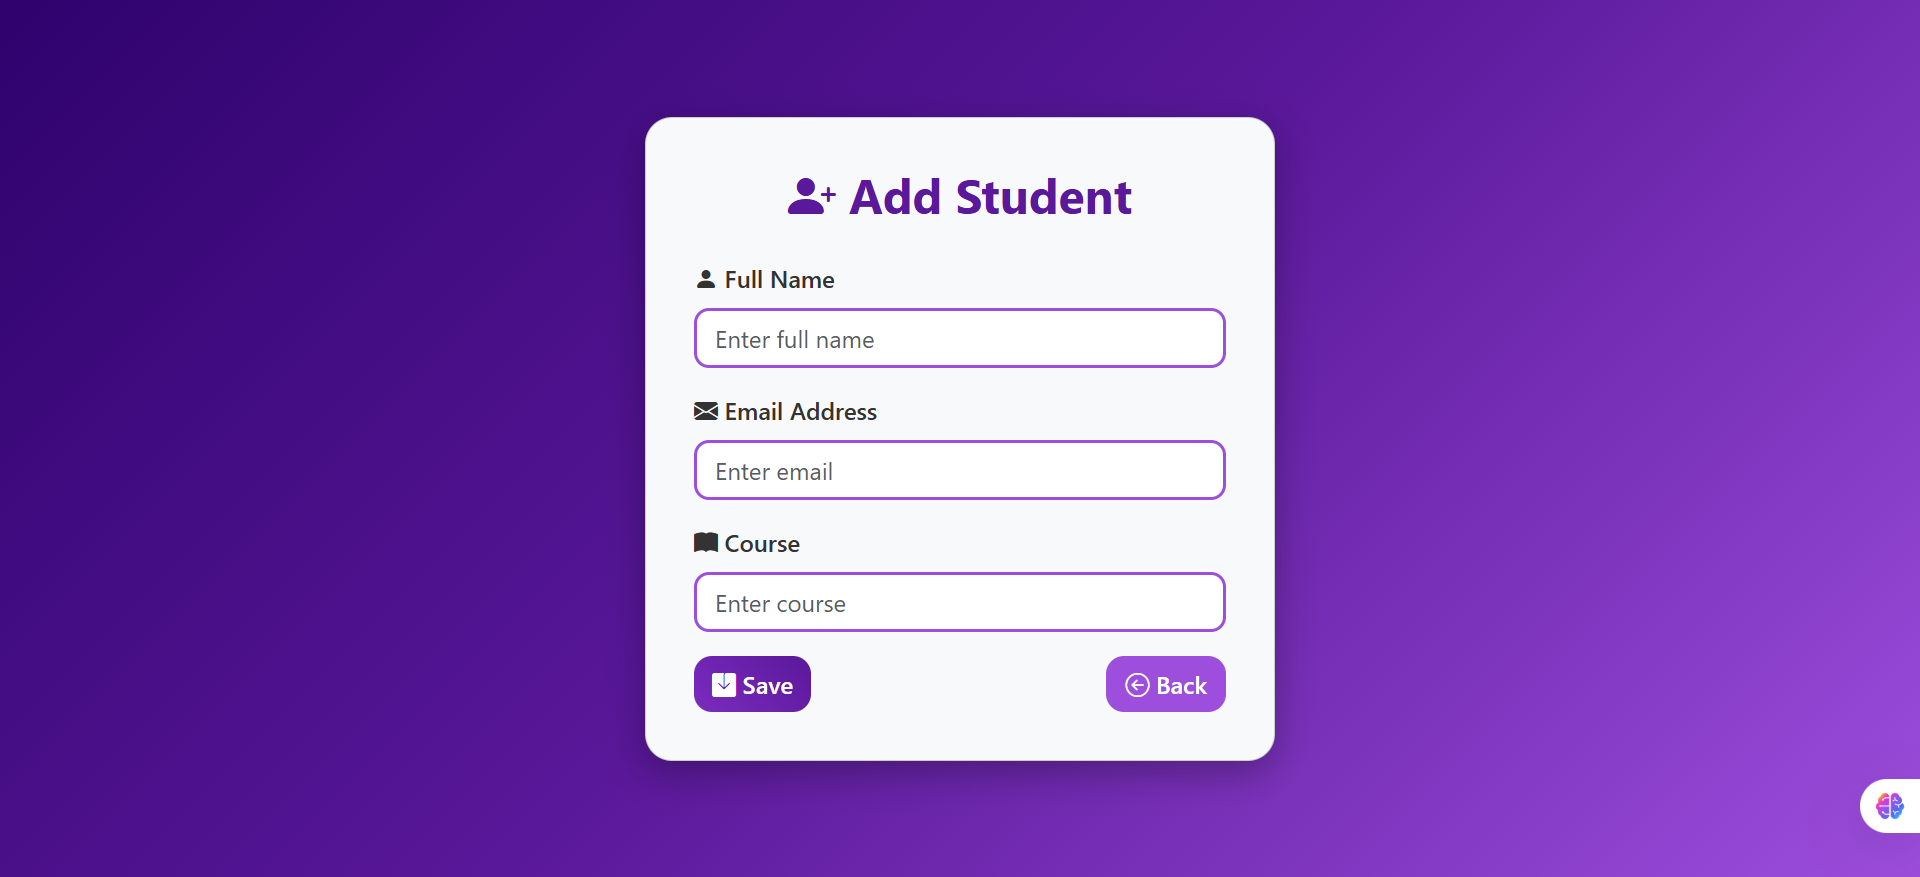 Add Student
Full Name
Enter full name
Email Address
Enter email
Course
Enter course
Save
Back